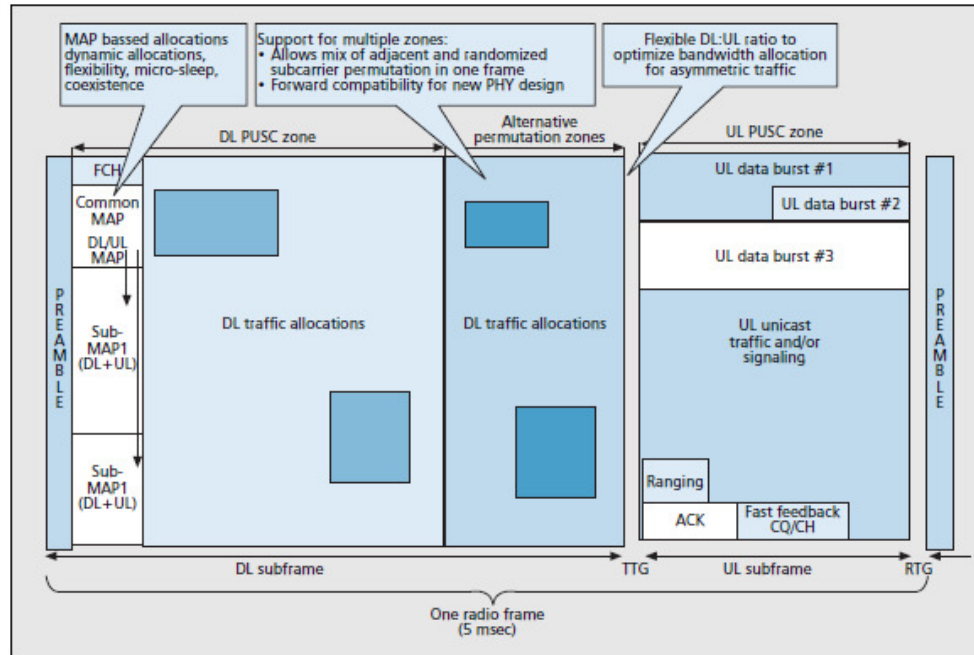 MAP bassed allocations
dynamic allocations,
flexibility, micro-sleep,
coexistence
Support for multiple zones:
• Allows mix of adjacent and randomized
subcarrier permutation in one frame
• Forward compatibility for new PHY design
Flexible DL:UL ratio to
optimize bandwidth allocation
for asymmetric traffic
DL PUSC zone
Alternative
permutation zones
UL PUSC zone
PREAMBLE
FCH
Common
MAP
DL/UL
MAP
Sub-
MAP1
(DL+UL)
Sub-
MAP1
(DL+UL)
DL traffic allocations
DL traffic allocations
UL data burst #1
UL data burst #2
UL data burst #3
UL unicast
traffic and/or
signaling
Ranging
ACK
Fast feedback
CQ/CH
PREAMBLE
DL subframe
TTG
UL subframe
RTG
One radio frame
(5 msec)